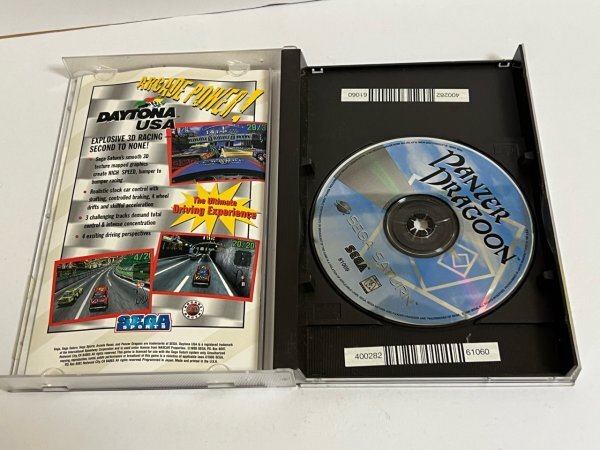 ARCADE POWER!
DAYTONA
USA
EXPLOSIVE 3D RACING
SECOND TO NONE!
• Sega Saturn's smooth 3D
texture mapped graphics
create HIGH SPEED, bumper to
bumper racing
• Realistic stock car control with
drafting, controlled braking, 4 wheel
drifts and skillful acceleration
• 3 challenging tracks demand total
control & intense concentration
• 4 exciting driving perspectives
The Ultimate
Driving Experience
SEGA
SPORTS
400282
61060
PANZER
DRAGOON
SEGA SATURN
SEGA
400282
61060